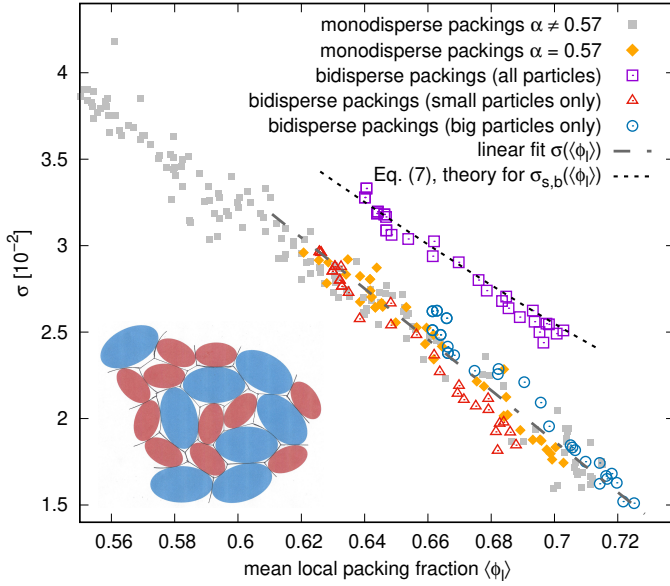 monodisperse packings α ≠ 0.57
monodisperse packings α = 0.57
bidisperse packings (all particles)
bidisperse packings (small particles only)
bidisperse packings (big particles only)
linear fit σ(⟨ϕₗ⟩)
Eq. (7), theory for σₛ,b(⟨ϕₗ⟩)
4
3.5
3
2.5
2
1.5
σ [10⁻²]
0.56 0.58 0.6 0.62 0.64 0.66 0.68 0.7 0.72
mean local packing fraction ⟨ϕₗ⟩